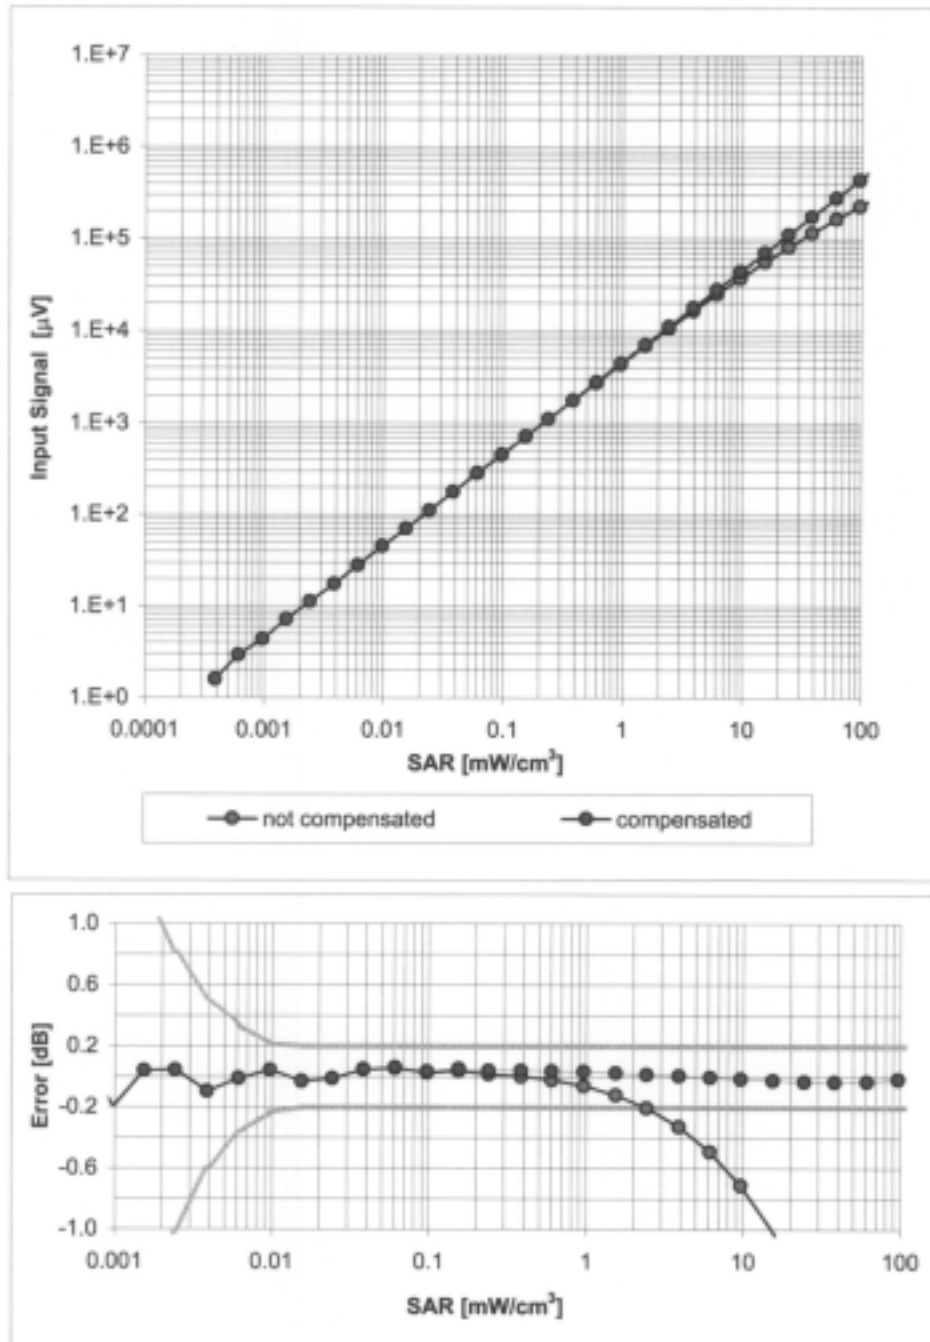 1.E+7
1.E+6
1.E+5
1.E+4
1.E+3
1.E+2
1.E+1
1.E+0
Input Signal [µV]
0.0001 0.001 0.01 0.1 1 10 100
SAR [mW/cm³]
not compensated compensated
1.0
0.6
0.2
-0.2
-0.6
-1.0
Error [dB]
0.001 0.01 0.1 1 10 100
SAR [mW/cm³]